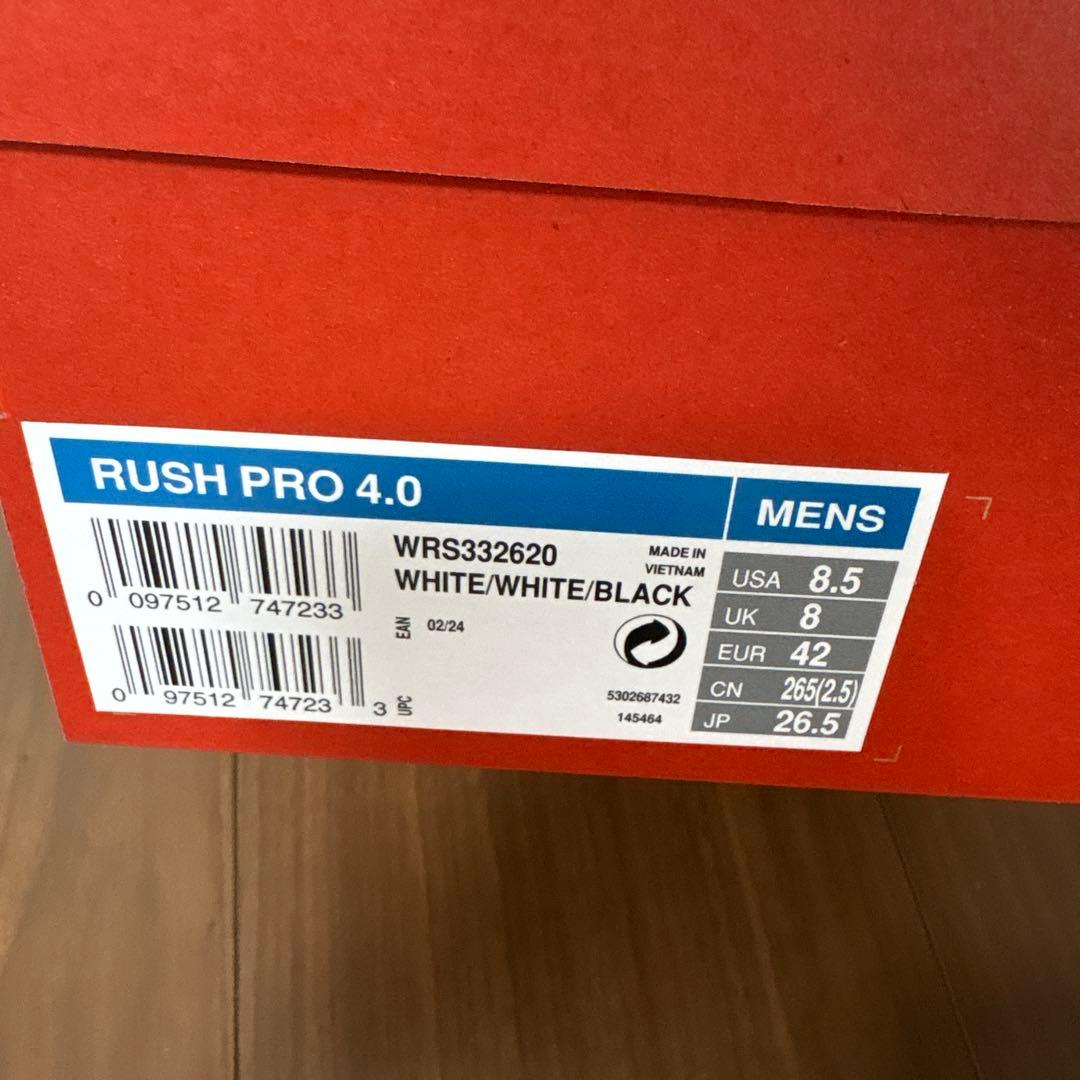 RUSH PRO 4.0
MENS
0 097512 747233
WRS332620
WHITE/WHITE/BLACK
MADE IN
VIETNAM
EAN 02/24
0 97512 74723 3 UPC
5302687432
145464
USA 8.5
UK 8
EUR 42
CN 265(2.5)
JP 26.5